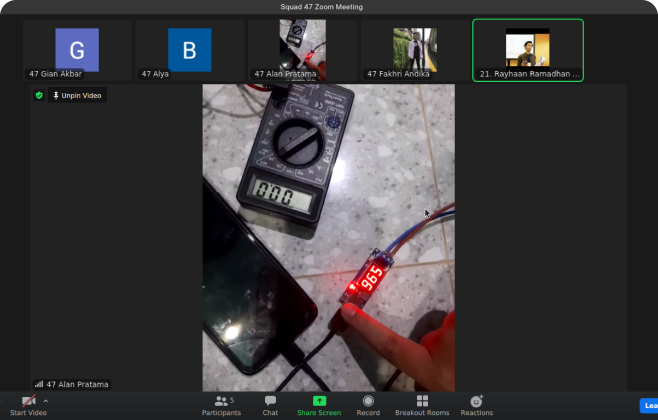 Squad 47 Zoom Meeting
G
47 Gian Akbar
B
47 Alya
47 Alan Pratama
47 Fakhri Andika
21. Rayhaan Ramadhan ...
Unpin Video
000
965
47 Alan Pratama
Start Video
5
Participants
Chat
Share Screen
Record
Breakout Rooms
Reactions
Lea